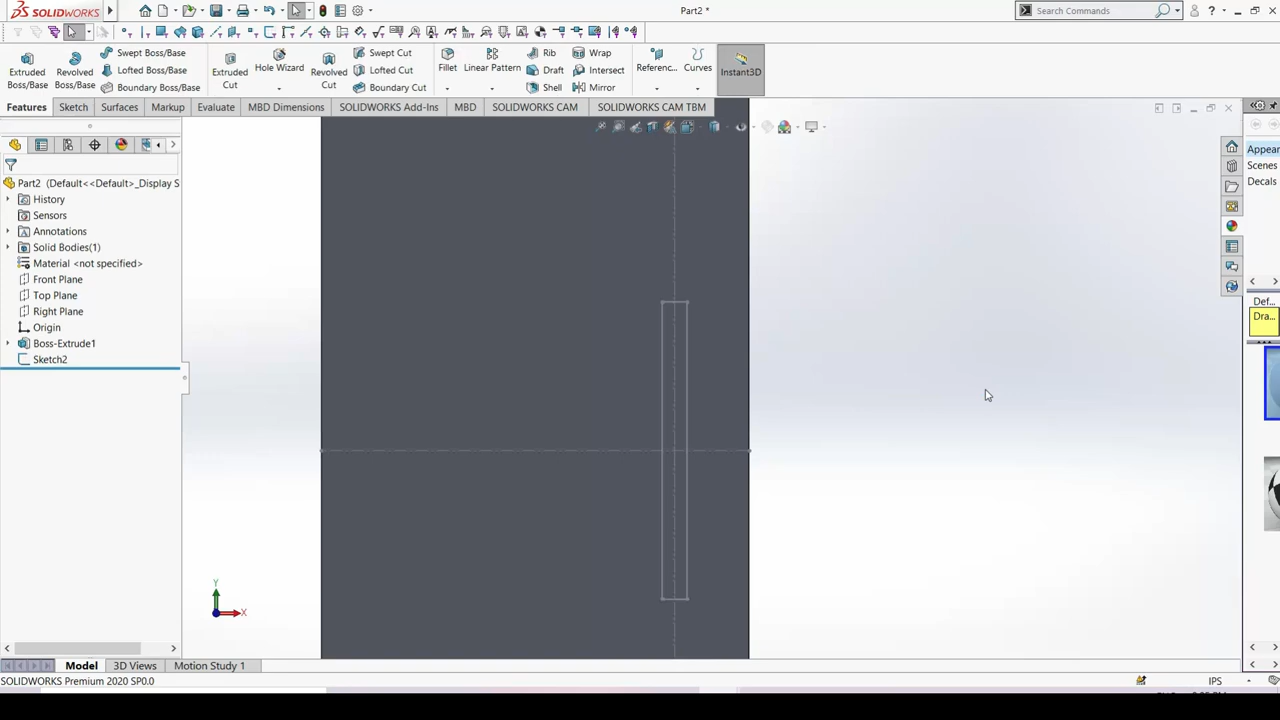 SOLIDWORKS
Part2 *
Search Commands
Extruded Boss/Base
Revolved Boss/Base
Swept Boss/Base
Lofted Boss/Base
Boundary Boss/Base
Extruded Cut
Hole Wizard
Revolved Cut
Swept Cut
Lofted Cut
Boundary Cut
Fillet
Linear Pattern
Rib
Draft
Shell
Wrap
Intersect
Mirror
Referenc...
Curves
Instant3D
Features
Sketch
Surfaces
Markup
Evaluate
MBD Dimensions
SOLIDWORKS Add-Ins
MBD
SOLIDWORKS CAM
SOLIDWORKS CAM TBM
Part2 (Default<<Default>_Display S
History
Sensors
Annotations
Solid Bodies(1)
Material <not specified>
Front Plane
Top Plane
Right Plane
Origin
Boss-Extrude1
Sketch2
Appear
Scenes
Decals
Def...
Dra...
Y
X
Model
3D Views
Motion Study 1
SOLIDWORKS Premium 2020 SP0.0
IPS